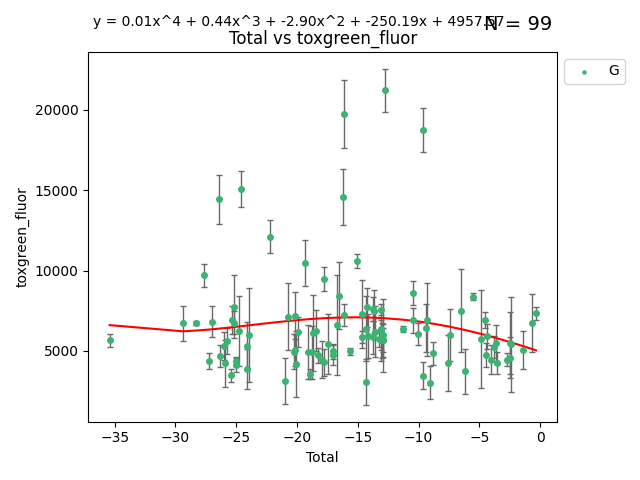 y = 0.01x^4 + 0.44x^3 + -2.90x^2 + -250.19x + 4957.
N = 99
Total vs toxgreen_fluor
G
20000
15000
10000
5000
toxgreen_fluor
−35 −30 −25 −20 −15 −10 −5 0
Total